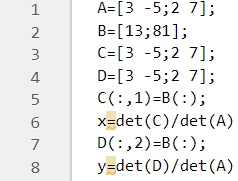 1 A=[3 -5;2 7];
2 B=[13;81];
3 C=[3 -5;2 7];
4 D=[3 -5;2 7];
5 C(:,1)=B(:);
6 x=det(C)/det(A)
7 D(:,2)=B(:);
8 y=det(D)/det(A)